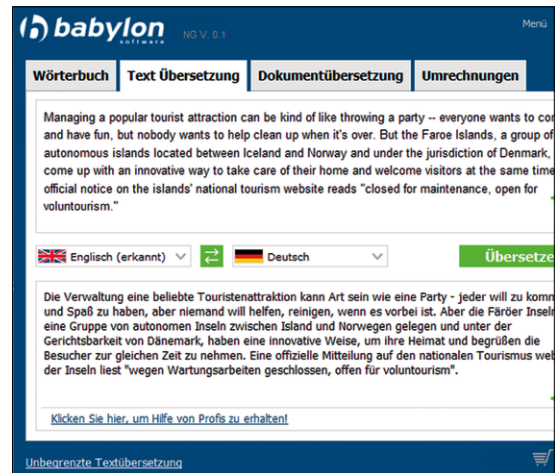 babylon
software
NG V. 0.1
Menü
Wörterbuch Text Übersetzung Dokumentübersetzung Umrechnungen
Managing a popular tourist attraction can be kind of like throwing a party -- everyone wants to
and have fun, but nobody wants to help clean up when it's over. But the Faroe Islands, a group of
autonomous islands located between Iceland and Norway and under the jurisdiction of Denmark,
come up with an innovative way to take care of their home and welcome visitors at the same time
official notice on the islands' national tourism website reads "closed for maintenance, open for
voluntourism."
Englisch (erkannt) Deutsch Übersetze
Die Verwaltung eine beliebte Touristenattraktion kann Art sein wie eine Party - jeder will zu
und Spaß zu haben, aber niemand will helfen, reinigen, wenn es vorbei ist. Aber die Färöer
eine Gruppe von autonomen Inseln zwischen Island und Norwegen gelegen und unter der
Gerichtsbarkeit von Dänemark, haben eine innovative Weise, um ihre Heimat und begrüßen die
Besucher zur gleichen Zeit zu nehmen. Eine offizielle Mitteilung auf den nationalen Tourismus
der Inseln liest "wegen Wartungsarbeiten geschlossen, offen für voluntourism".
Klicken Sie hier, um Hilfe von Profis zu erhalten!
Unbegrenzte Textübersetzung